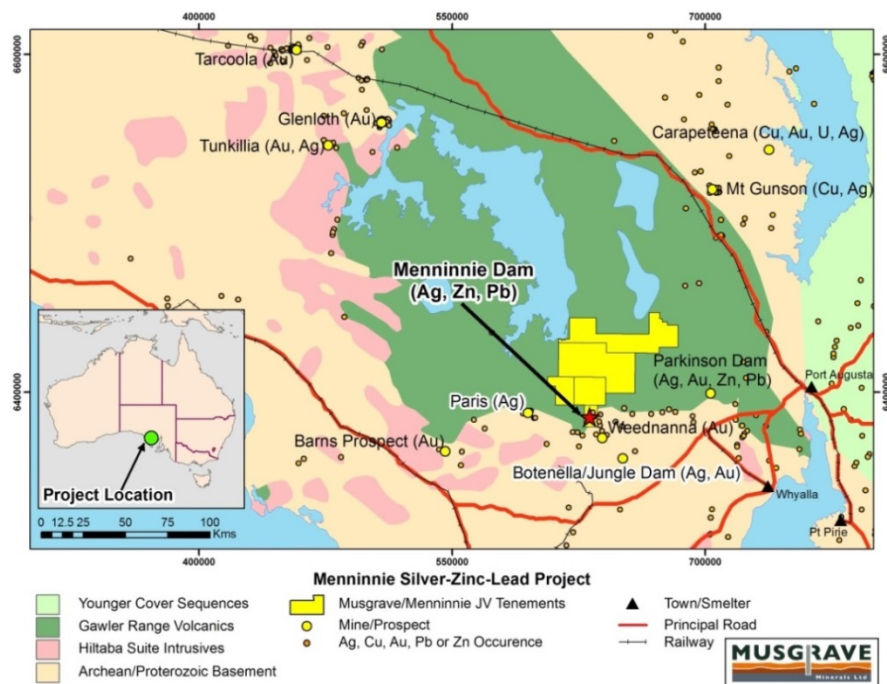 400000
550000
700000
6600000
6600000
Tarcoola (Au)
Glenloth (Au)
Tunkillia (Au, Ag)
Carapeteena (Cu, Au, U, Ag)
Mt Gunson (Cu, Ag)
Menninnie Dam
(Ag, Zn, Pb)
Parkinson Dam
(Ag, Au, Zn, Pb)
Port Augusta
6400000
6400000
Paris (Ag)
Weednanna (Au)
Barns Prospect (Au)
Botenella/Jungle Dam (Ag, Au)
Whyalla
Pt Pirie
Project Location
0 12.5 25 50 75 100
Kms
400000
550000
700000
Menninnie Silver-Zinc-Lead Project
Younger Cover Sequences
Gawler Range Volcanics
Hiltaba Suite Intrusives
Archean/Proterozoic Basement
Musgrave/Menninnie JV Tenements
Mine/Prospect
Ag, Cu, Au, Pb or Zn Occurence
Town/Smelter
Principal Road
Railway
MUSGRAVE
Minerals Ltd